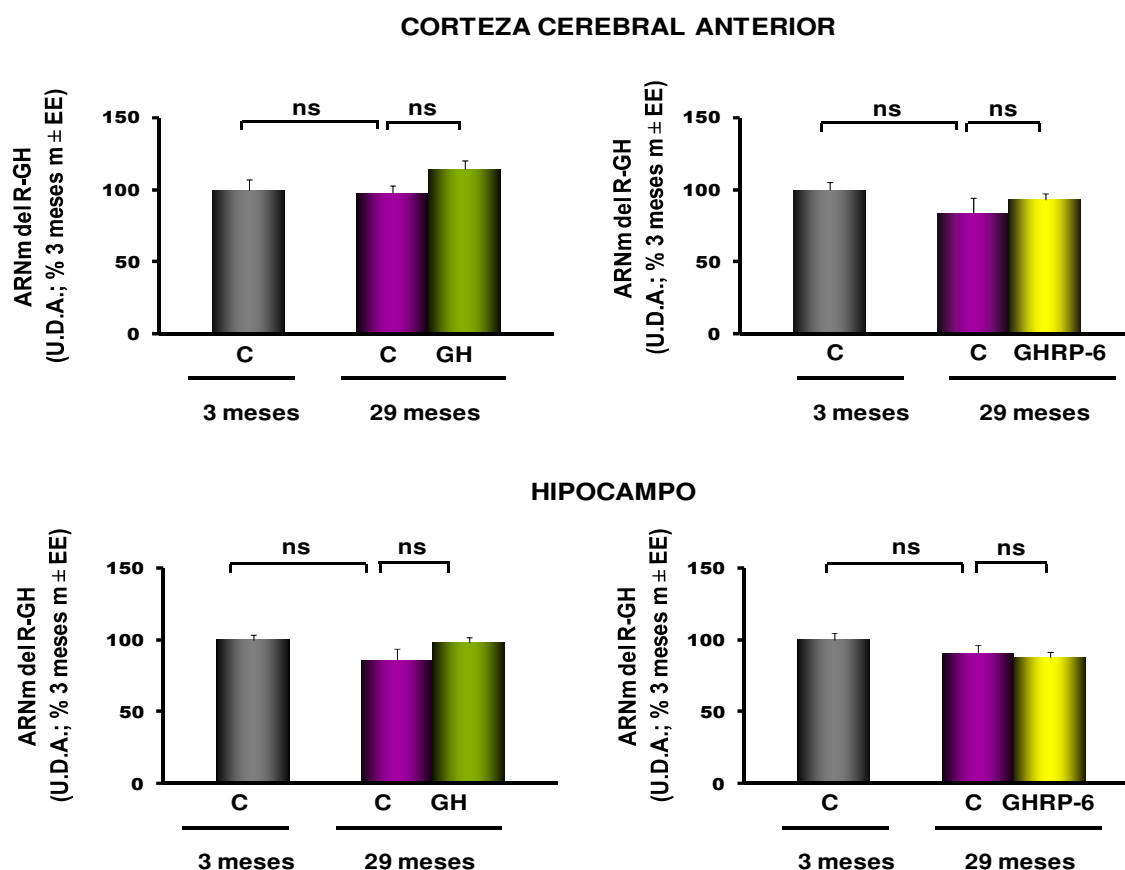 CORTEZA CEREBRAL ANTERIOR
ARNm del R-GH
(U.D.A.; % 3 meses m ± EE)
150
100
50
0
ns
ns
C
C
GH
3 meses
29 meses
ARNm del R-GH
(U.D.A.; % 3 meses m ± EE)
150
100
50
0
ns
ns
C
C
GHRP-6
3 meses
29 meses
HIPOCAMPO
ARNm del R-GH
(U.D.A.; % 3 meses m ± EE)
150
100
50
0
ns
ns
C
C
GH
3 meses
29 meses
ARNm del R-GH
(U.D.A.; % 3 meses m ± EE)
150
100
50
0
ns
ns
C
C
GHRP-6
3 meses
29 meses